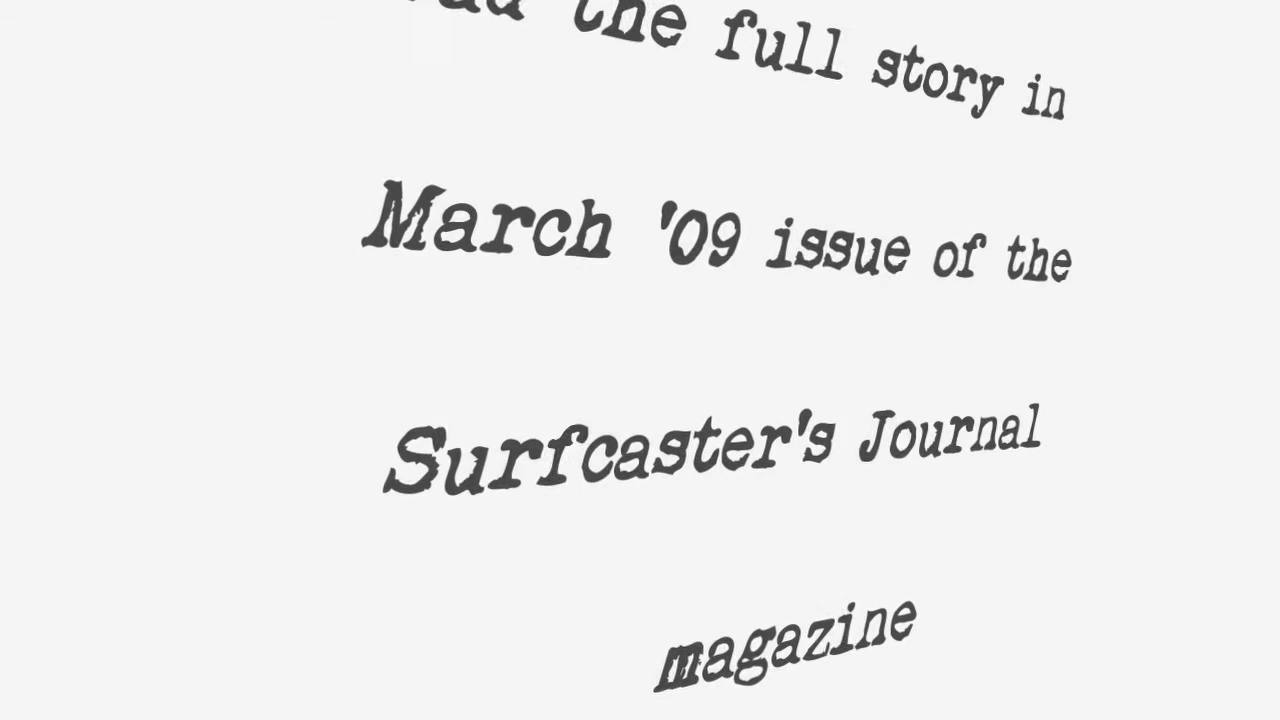 the full story in
March '09 issue of the
Surfcaster's Journal
magazine